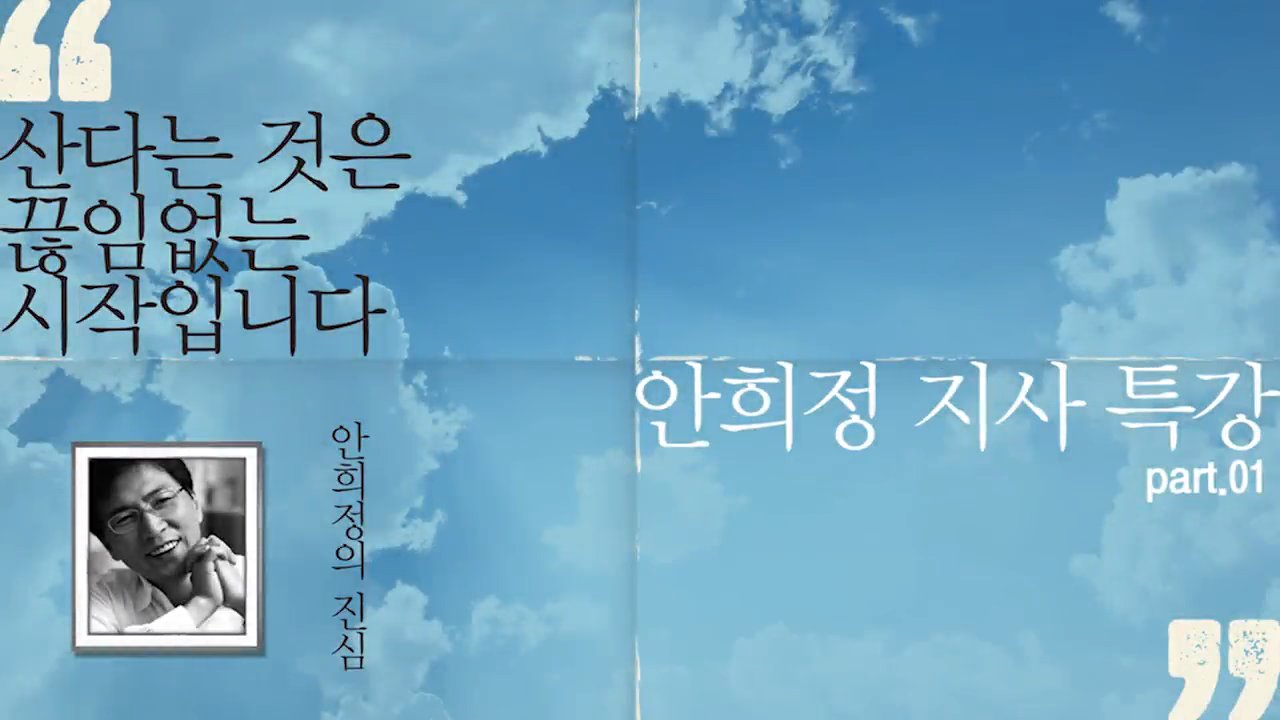 산다는 것은
끊임없는
시작입니다
안희정의 진심
안희정 지사 특강
part.01